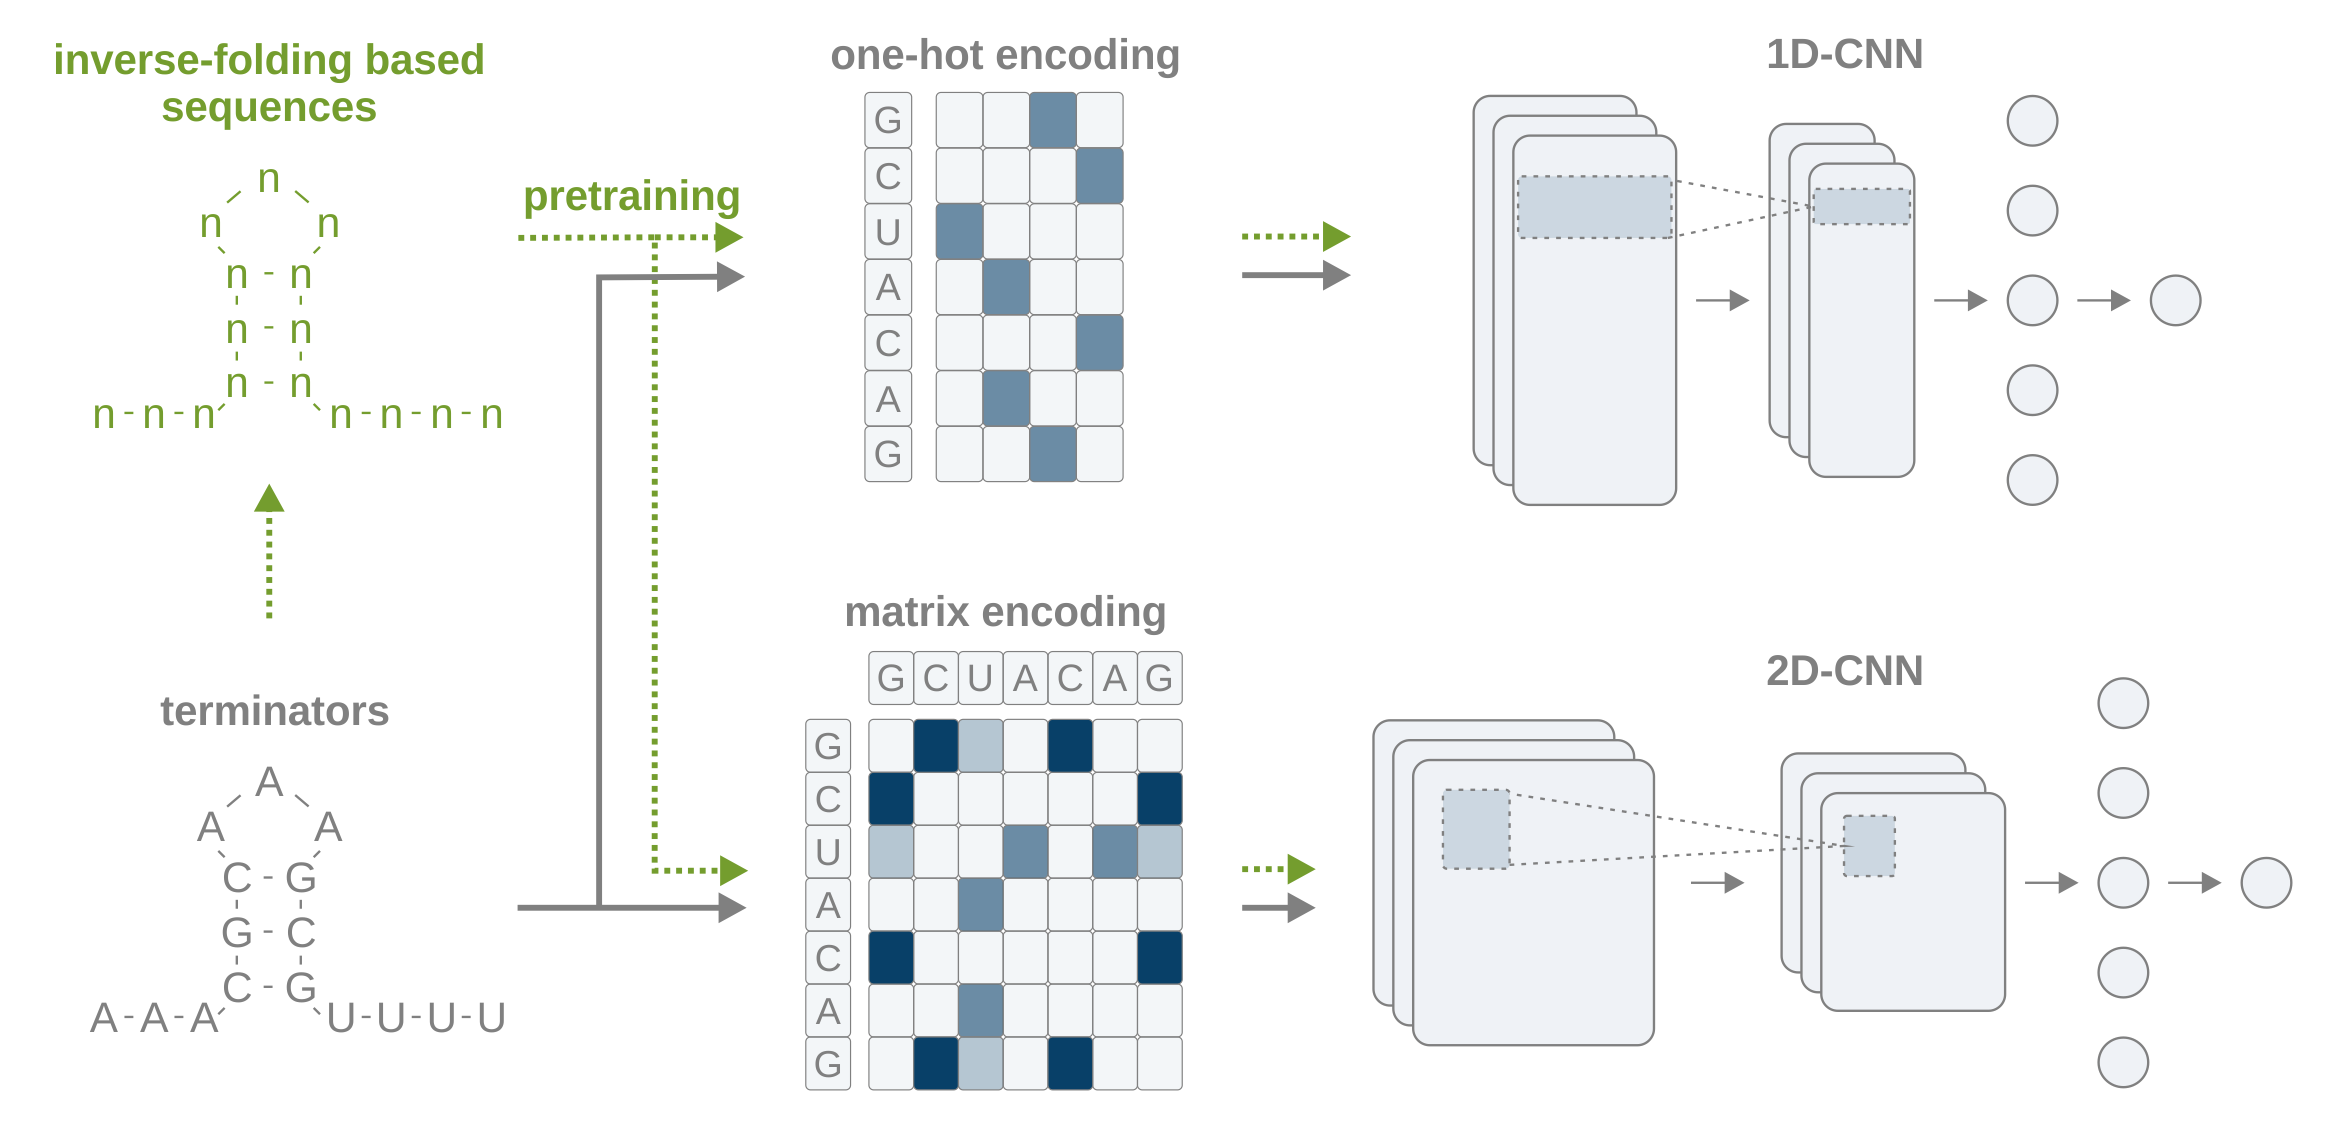 inverse-folding based
sequences
n
n n
n - n
n - n
n - n
n - n - n n - n - n - n
pretraining
terminators
A
A A
C - G
G - C
C - G
A - A - A U - U - U - U
one-hot encoding
G
C
U
A
C
A
G
matrix encoding
G C U A C A G
G
C
U
A
C
A
G
1D-CNN
2D-CNN